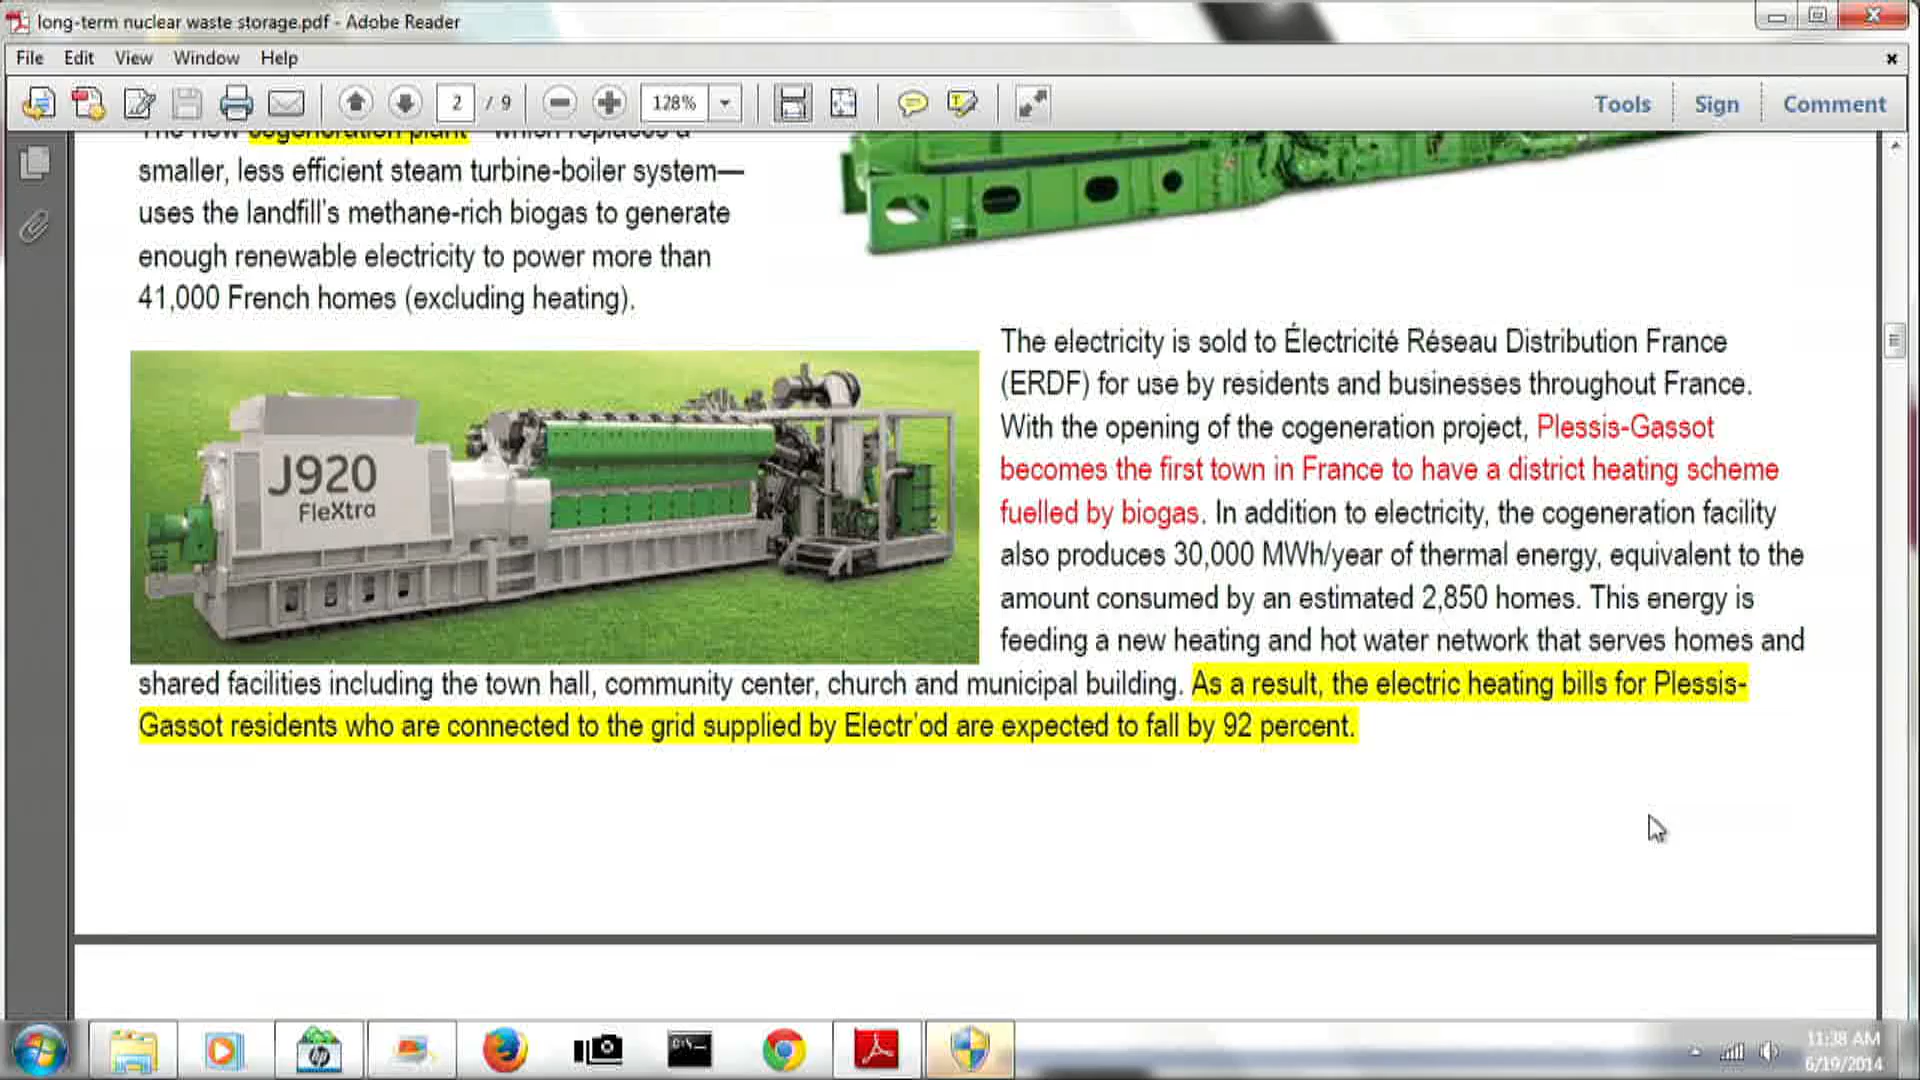 long-term nuclear waste storage.pdf - Adobe Reader
File Edit View Window Help
2 / 9 128% Tools Sign Comment
The new cogeneration plant which replaces a
smaller, less efficient steam turbine-boiler system—
uses the landfill's methane-rich biogas to generate
enough renewable electricity to power more than
41,000 French homes (excluding heating).
J920
FleXtra
The electricity is sold to Électricité Réseau Distribution France
(ERDF) for use by residents and businesses throughout France.
With the opening of the cogeneration project, Plessis-Gassot
becomes the first town in France to have a district heating scheme
fuelled by biogas. In addition to electricity, the cogeneration facility
also produces 30,000 MWh/year of thermal energy, equivalent to the
amount consumed by an estimated 2,850 homes. This energy is
feeding a new heating and hot water network that serves homes and
shared facilities including the town hall, community center, church and municipal building. As a result, the electric heating bills for Plessis-
Gassot residents who are connected to the grid supplied by Electr'od are expected to fall by 92 percent.
hp
11:38 AM
6/19/2014